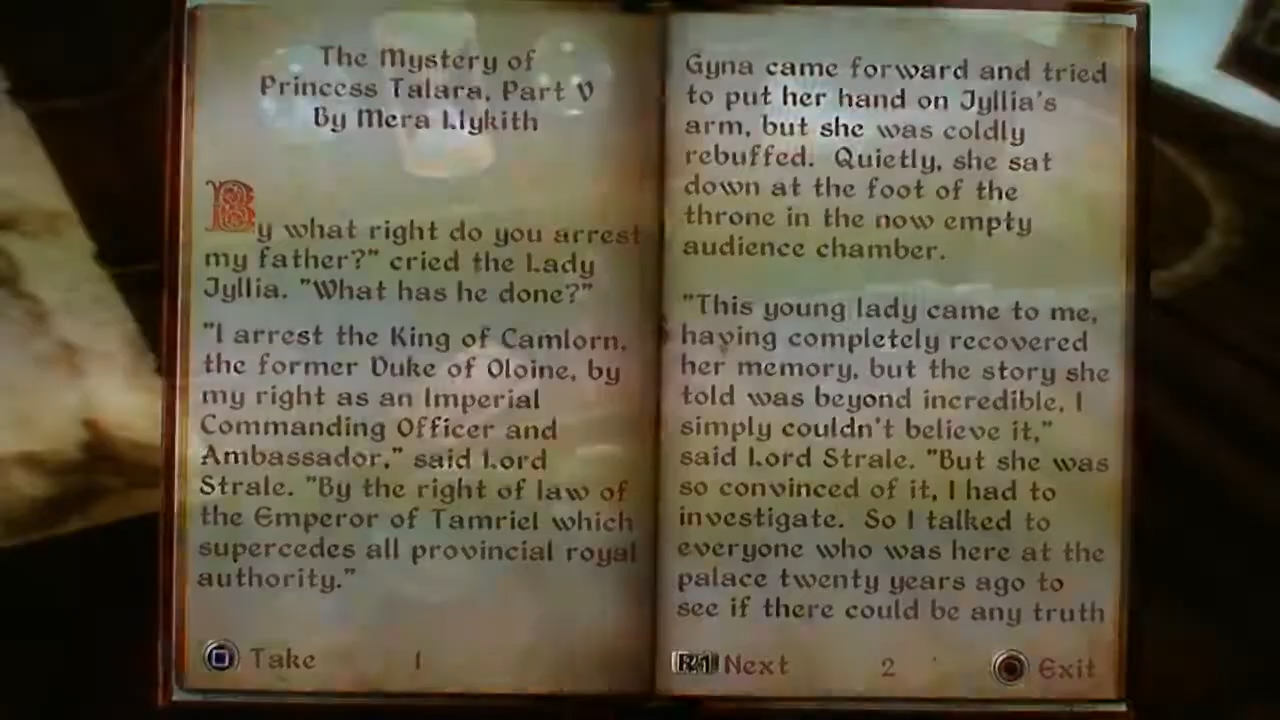 The Mystery of
Princess Talara, Part V
By Mera Llykith
By what right do you arrest
my father?" cried the Lady
Jyllia. "What has he done?"
"I arrest the King of Camlorn,
the former Duke of Oloine, by
my right as an Imperial
Commanding Officer and
Ambassador," said Lord
Strale. "By the right of law of
the Emperor of Tamriel which
supercedes all provincial royal
authority."
Take 1
Gyna came forward and tried
to put her hand on Jyllia's
arm, but she was coldly
rebuffed. Quietly, she sat
down at the foot of the
throne in the now empty
audience chamber.
"This young lady came to me,
having completely recovered
her memory, but the story she
told was beyond incredible, I
simply couldn't believe it,"
said Lord Strale. "But she was
so convinced of it, I had to
investigate. So I talked to
everyone who was here at the
palace twenty years ago to
see if there could be any truth
R1 Next 2 Exit